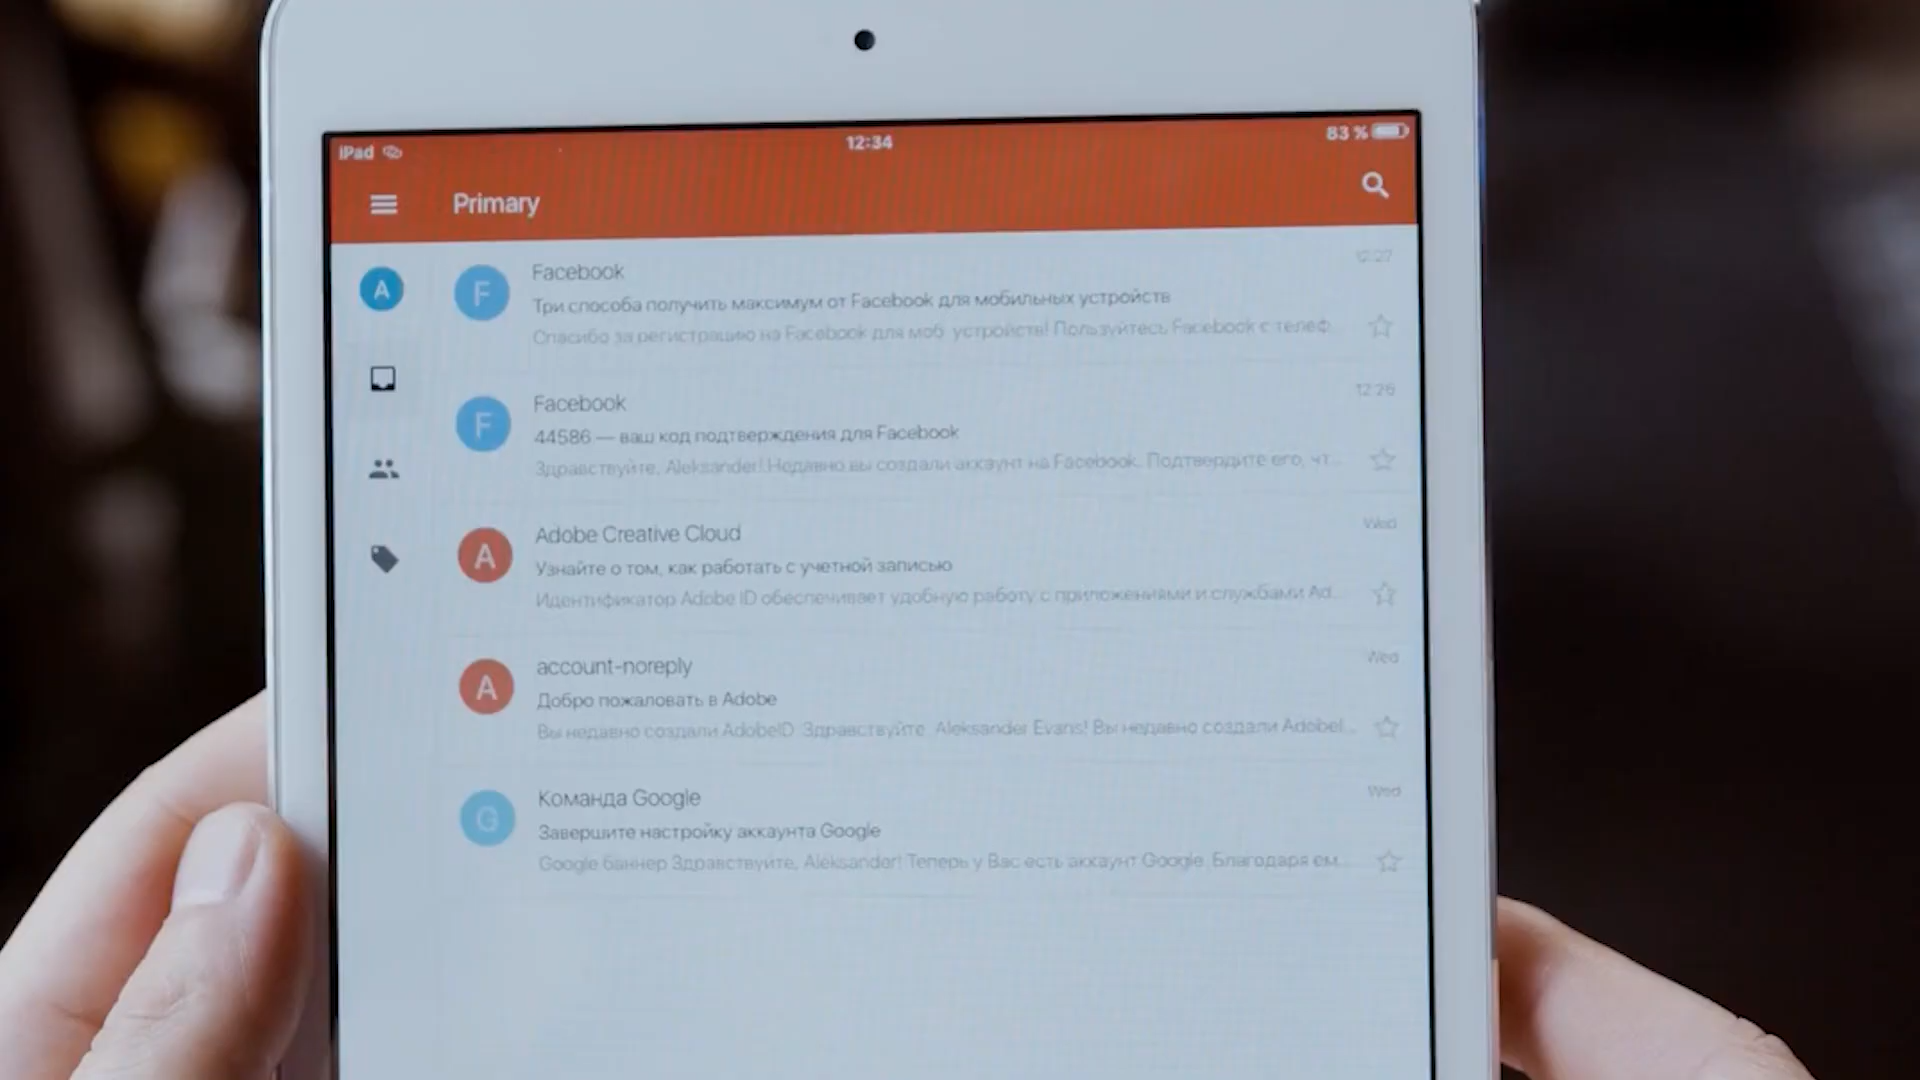 iPad
12:34
83 %
Primary
A
F
Facebook
12:27
Три способа получить максимум от Facebook для мобильных устройств
Спасибо за регистрацию на Facebook для моб. устройств! Пользуйтесь Facebook с телеф
F
Facebook
12:26
44586 — ваш код подтверждения для Facebook
Здравствуйте, Aleksander! Недавно вы создали аккаунт на Facebook. Подтвердите его, чт...
A
Adobe Creative Cloud
Wed
Узнайте о том, как работать с учетной записью
Идентификатор Adobe ID обеспечивает удобную работу с приложениями и службами Ad...
A
account-noreply
Wed
Добро пожаловать в Adobe
Вы недавно создали AdobeID Здравствуйте, Aleksander Evans! Вы недавно создали AdobeI...
G
Команда Google
Wed
Завершите настройку аккаунта Google
Google баннер Здравствуйте, Aleksander! Теперь у Вас есть аккаунт Google. Благодаря ем...